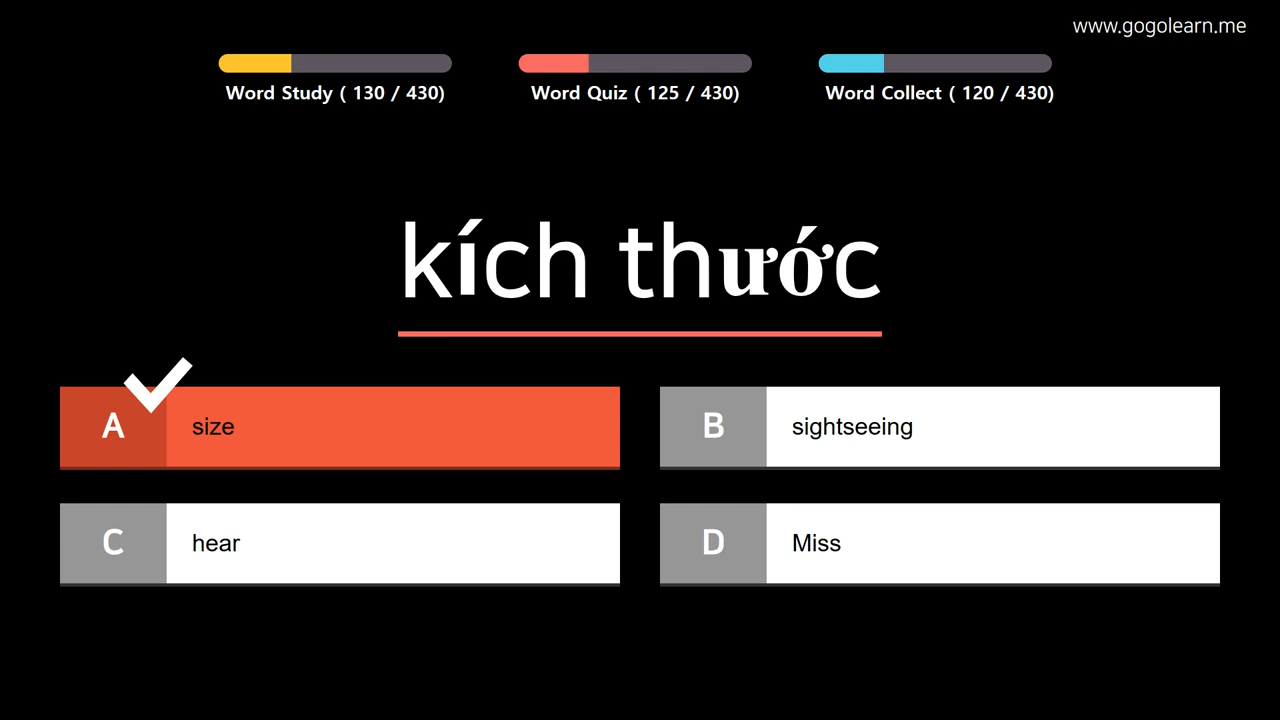 www.gogolearn.me
Word Study ( 130 / 430)
Word Quiz ( 125 / 430)
Word Collect ( 120 / 430)
kích thước
A size
B sightseeing
C hear
D Miss